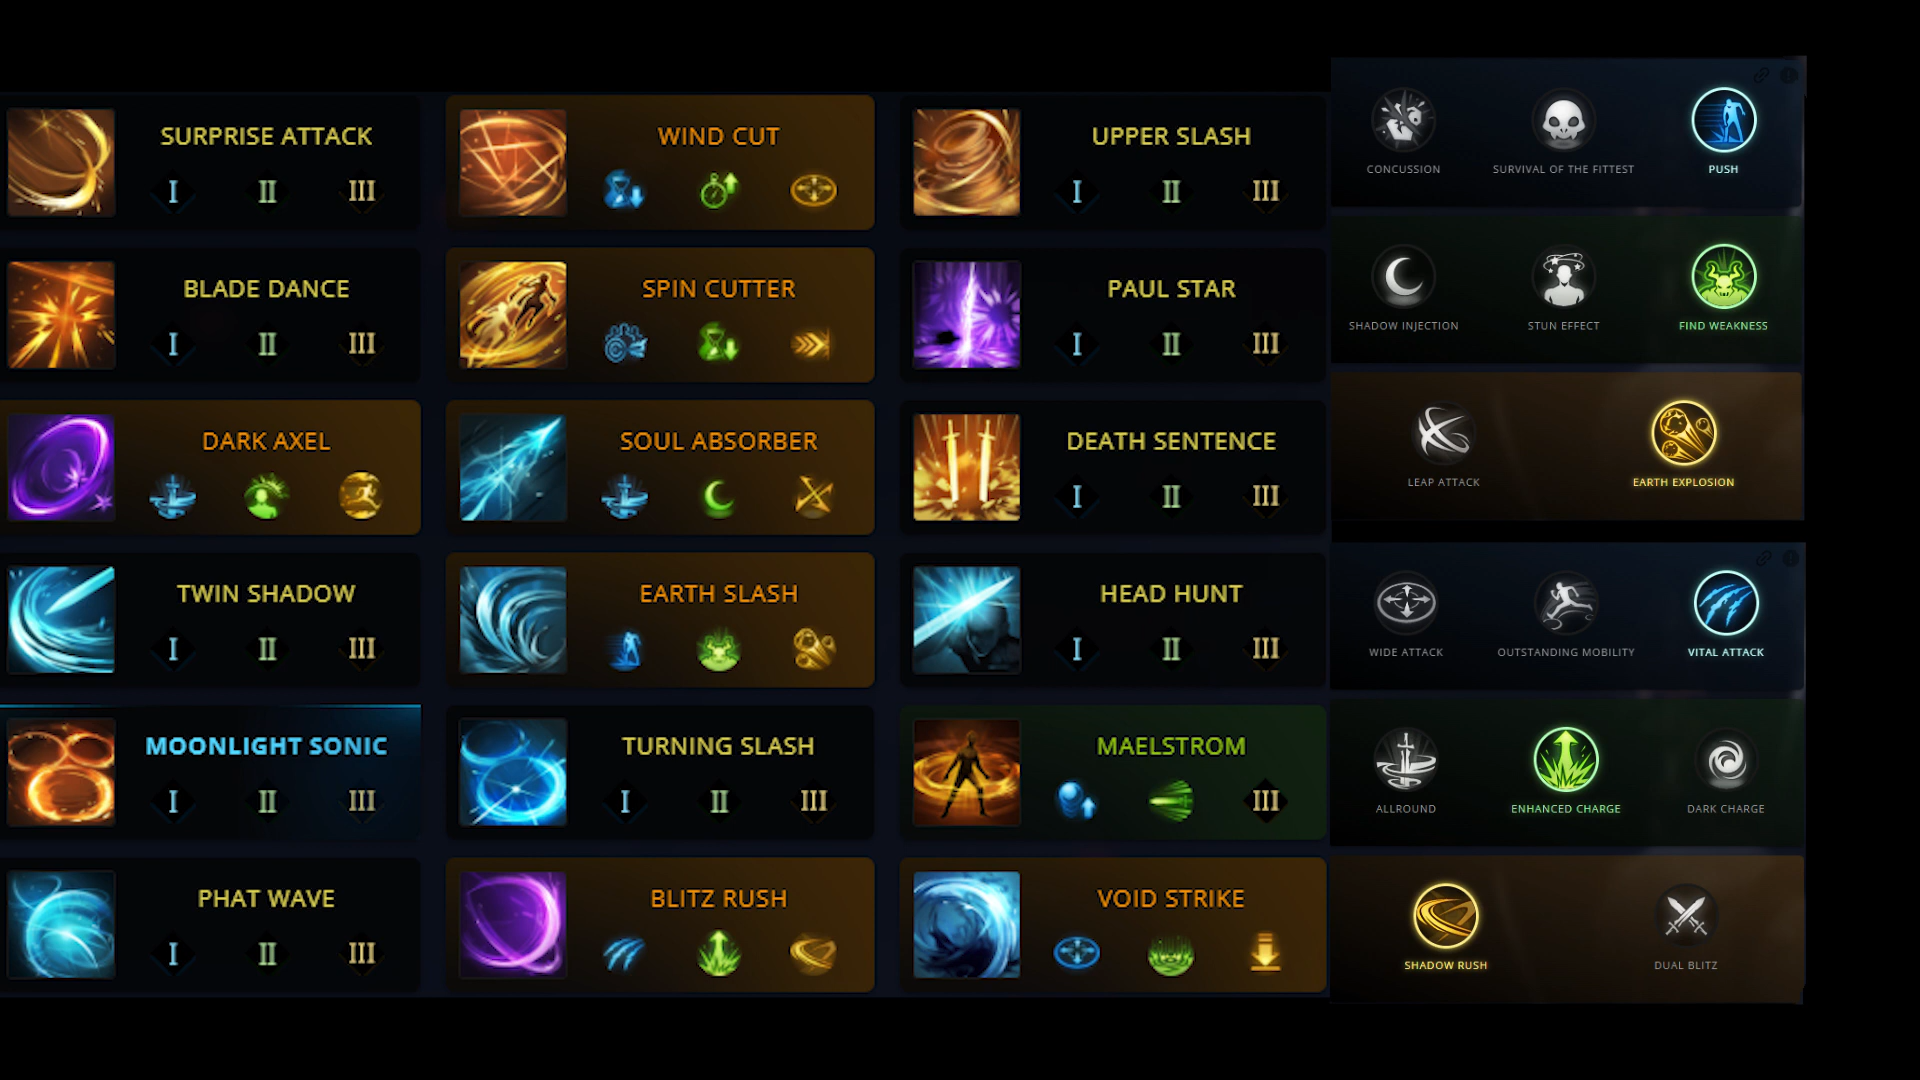 SURPRISE ATTACK
I II III
WIND CUT
UPPER SLASH
I II III
BLADE DANCE
I II III
SPIN CUTTER
PAUL STAR
I II III
DARK AXEL
SOUL ABSORBER
DEATH SENTENCE
I II III
TWIN SHADOW
I II III
EARTH SLASH
HEAD HUNT
I II III
MOONLIGHT SONIC
I II III
TURNING SLASH
I II III
MAELSTROM
III
PHAT WAVE
I II III
BLITZ RUSH
VOID STRIKE
CONCUSSION
SURVIVAL OF THE FITTEST
PUSH
SHADOW INJECTION
STUN EFFECT
FIND WEAKNESS
LEAP ATTACK
EARTH EXPLOSION
WIDE ATTACK
OUTSTANDING MOBILITY
VITAL ATTACK
ALLROUND
ENHANCED CHARGE
DARK CHARGE
SHADOW RUSH
DUAL BLITZ